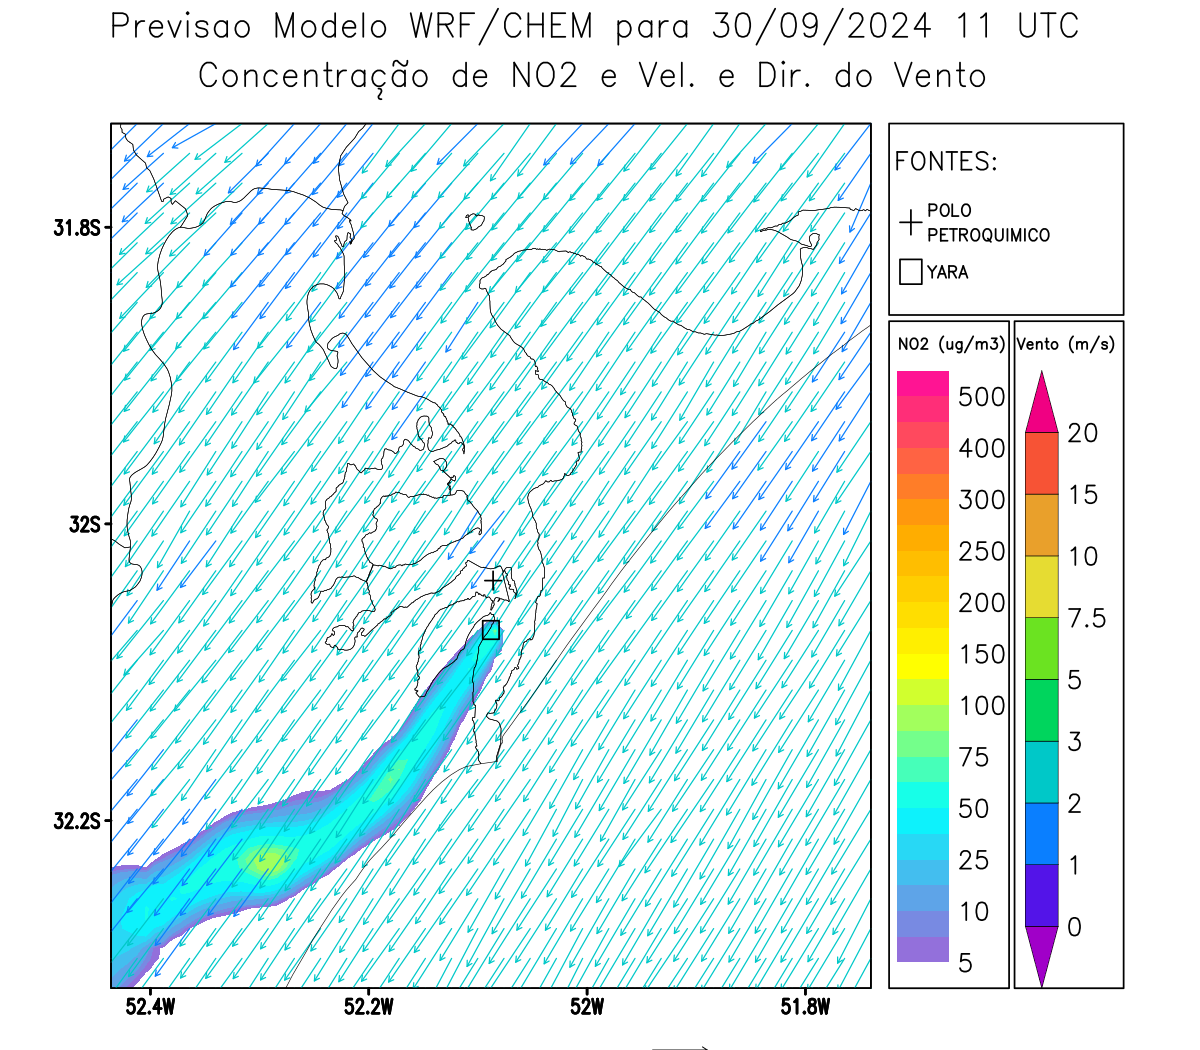 Previsao Modelo WRF/CHEM para 30/09/2024 11 UTC
Concentração de NO2 e Vel. e Dir. do Vento
FONTES:
POLO
PETROQUIMICO
YARA
NO2 (ug/m3)
500
400
300
250
200
150
100
75
50
25
10
5
Vento (m/s)
20
15
10
7.5
5
3
2
1
0
31.8S
32S
32.2S
52.4W
52.2W
52W
51.8W